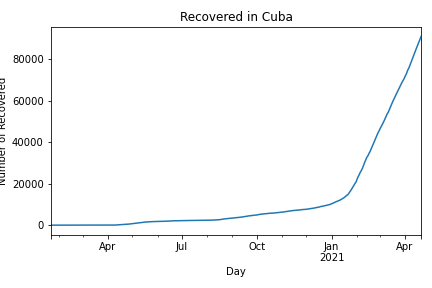 Recovered in Cuba
Number of Recovered
80000
60000
40000
20000
0
Apr
Jul
Oct
Jan
2021
Apr
Day